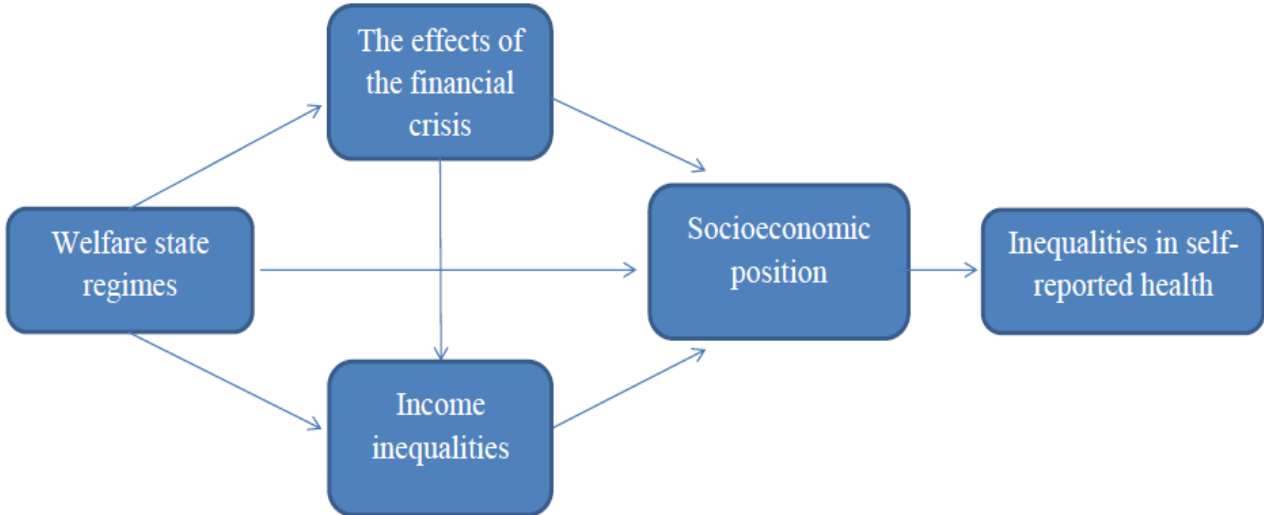 The effects of
the financial
crisis
Welfare state
regimes
Socioeconomic
position
Inequalities in self-
reported health
Income
inequalities